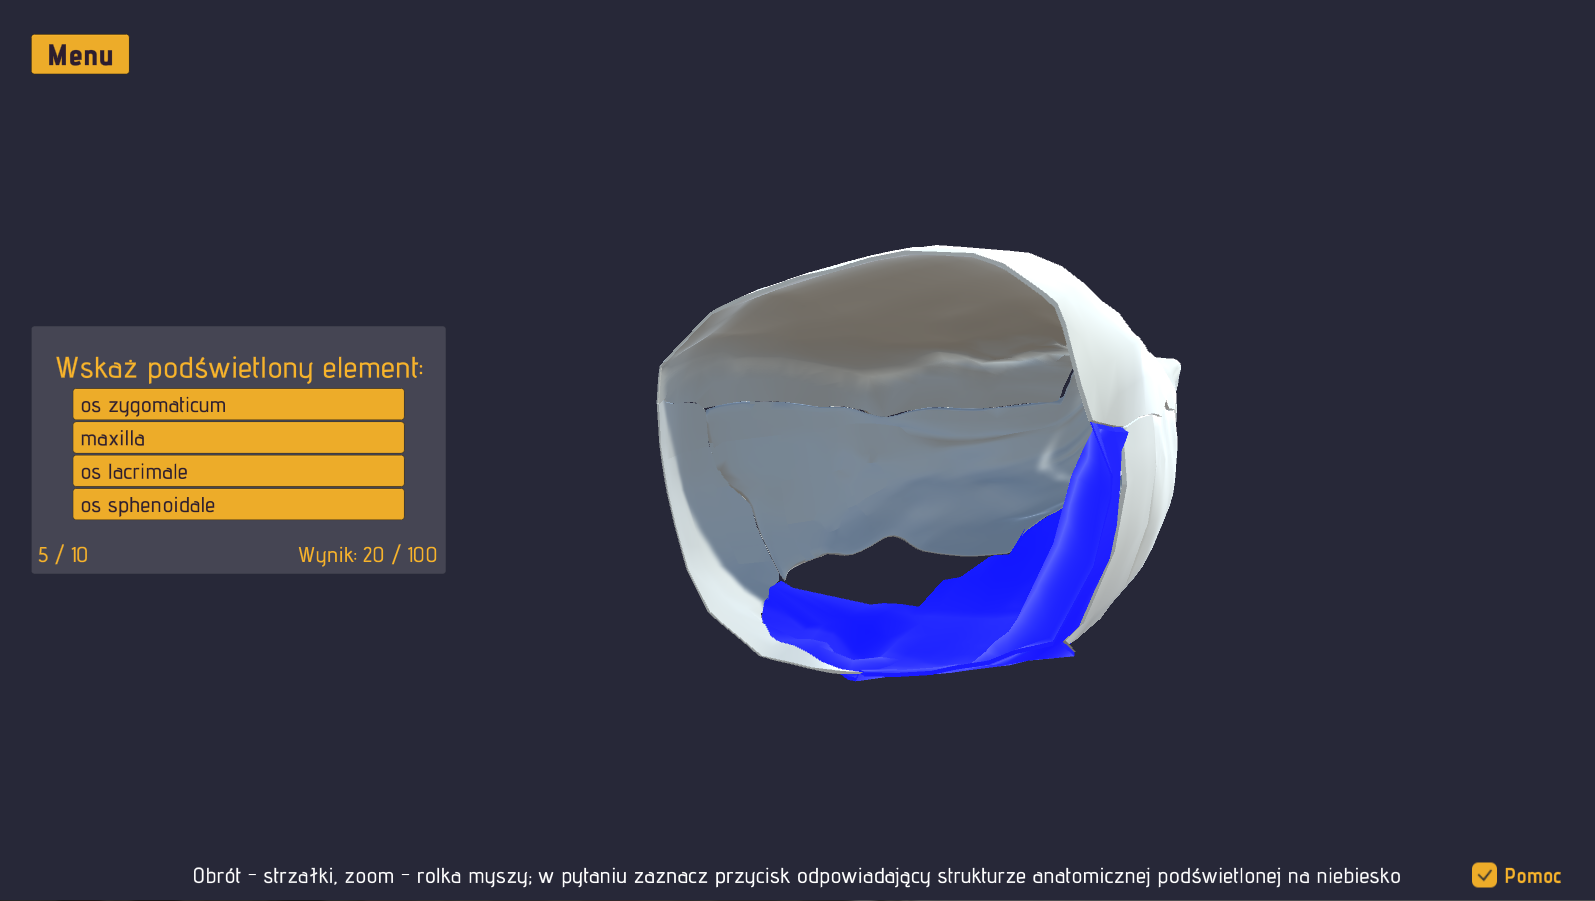 Menu
Wskaż podświetlony element:
os zygomaticum
maxilla
os lacrimale
os sphenoidale
5 / 10
Wynik: 20 / 100
Obrót - strzałki, zoom - rolka myszy; w pytaniu zaznacz przycisk odpowiadający strukturze anatomicznej podświetlonej na niebiesko
Pomoc